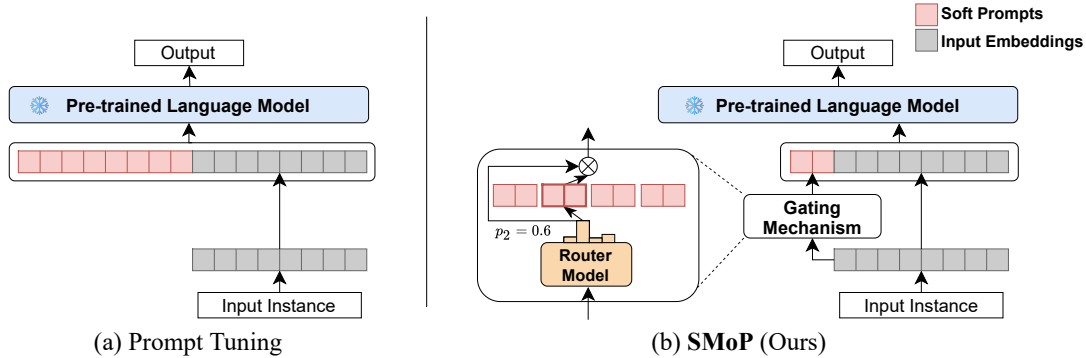 Soft Prompts
Input Embeddings
Output
Pre-trained Language Model
Input Instance
(a) Prompt Tuning
Output
Pre-trained Language Model
p₂ = 0.6
Router
Model
Gating
Mechanism
Input Instance
(b) SMoP (Ours)